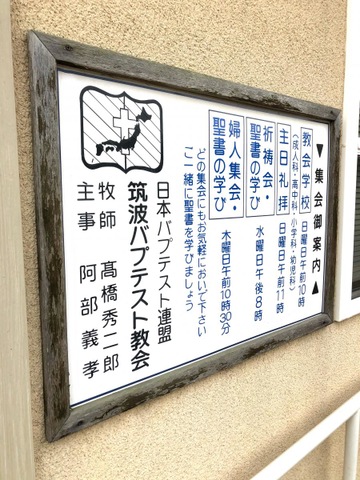 ▼集会御案内▲
教会学校 日曜日午前10時
(成人科・高中科・小学科・幼児科)
主日礼拝 日曜日午前11時
祈祷会・聖書の学び 水曜日午後8時
婦人集会・聖書の学び 木曜日午前10時30分
どの集会にもお気軽においで下さい
ご一緒に聖書を学びましょう
日本バプテスト連盟
筑波バプテスト教会
牧師 髙橋秀二郎
主事 阿部義孝